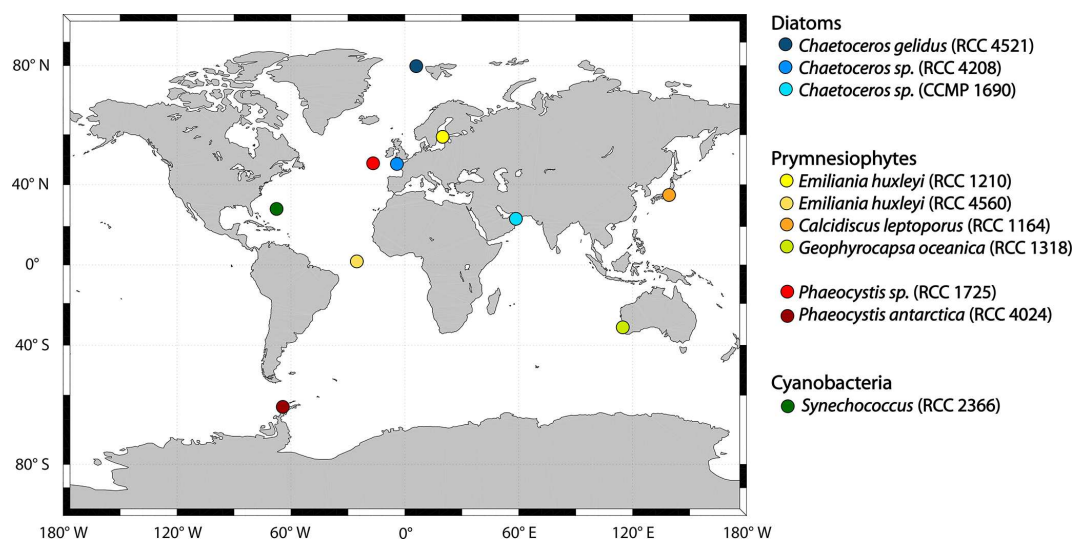 80° N
40° N
0°
40° S
80° S
180° W
120° W
60° W
0°
60° E
120° E
180° W
Diatoms
Chaetoceros gelidus (RCC 4521)
Chaetoceros sp. (RCC 4208)
Chaetoceros sp. (CCMP 1690)
Prymnesiophytes
Emiliania huxleyi (RCC 1210)
Emiliania huxleyi (RCC 4560)
Calcidiscus leptoporus (RCC 1164)
Geophyrocapsa oceanica (RCC 1318)
Phaeocystis sp. (RCC 1725)
Phaeocystis antarctica (RCC 4024)
Cyanobacteria
Synechococcus (RCC 2366)